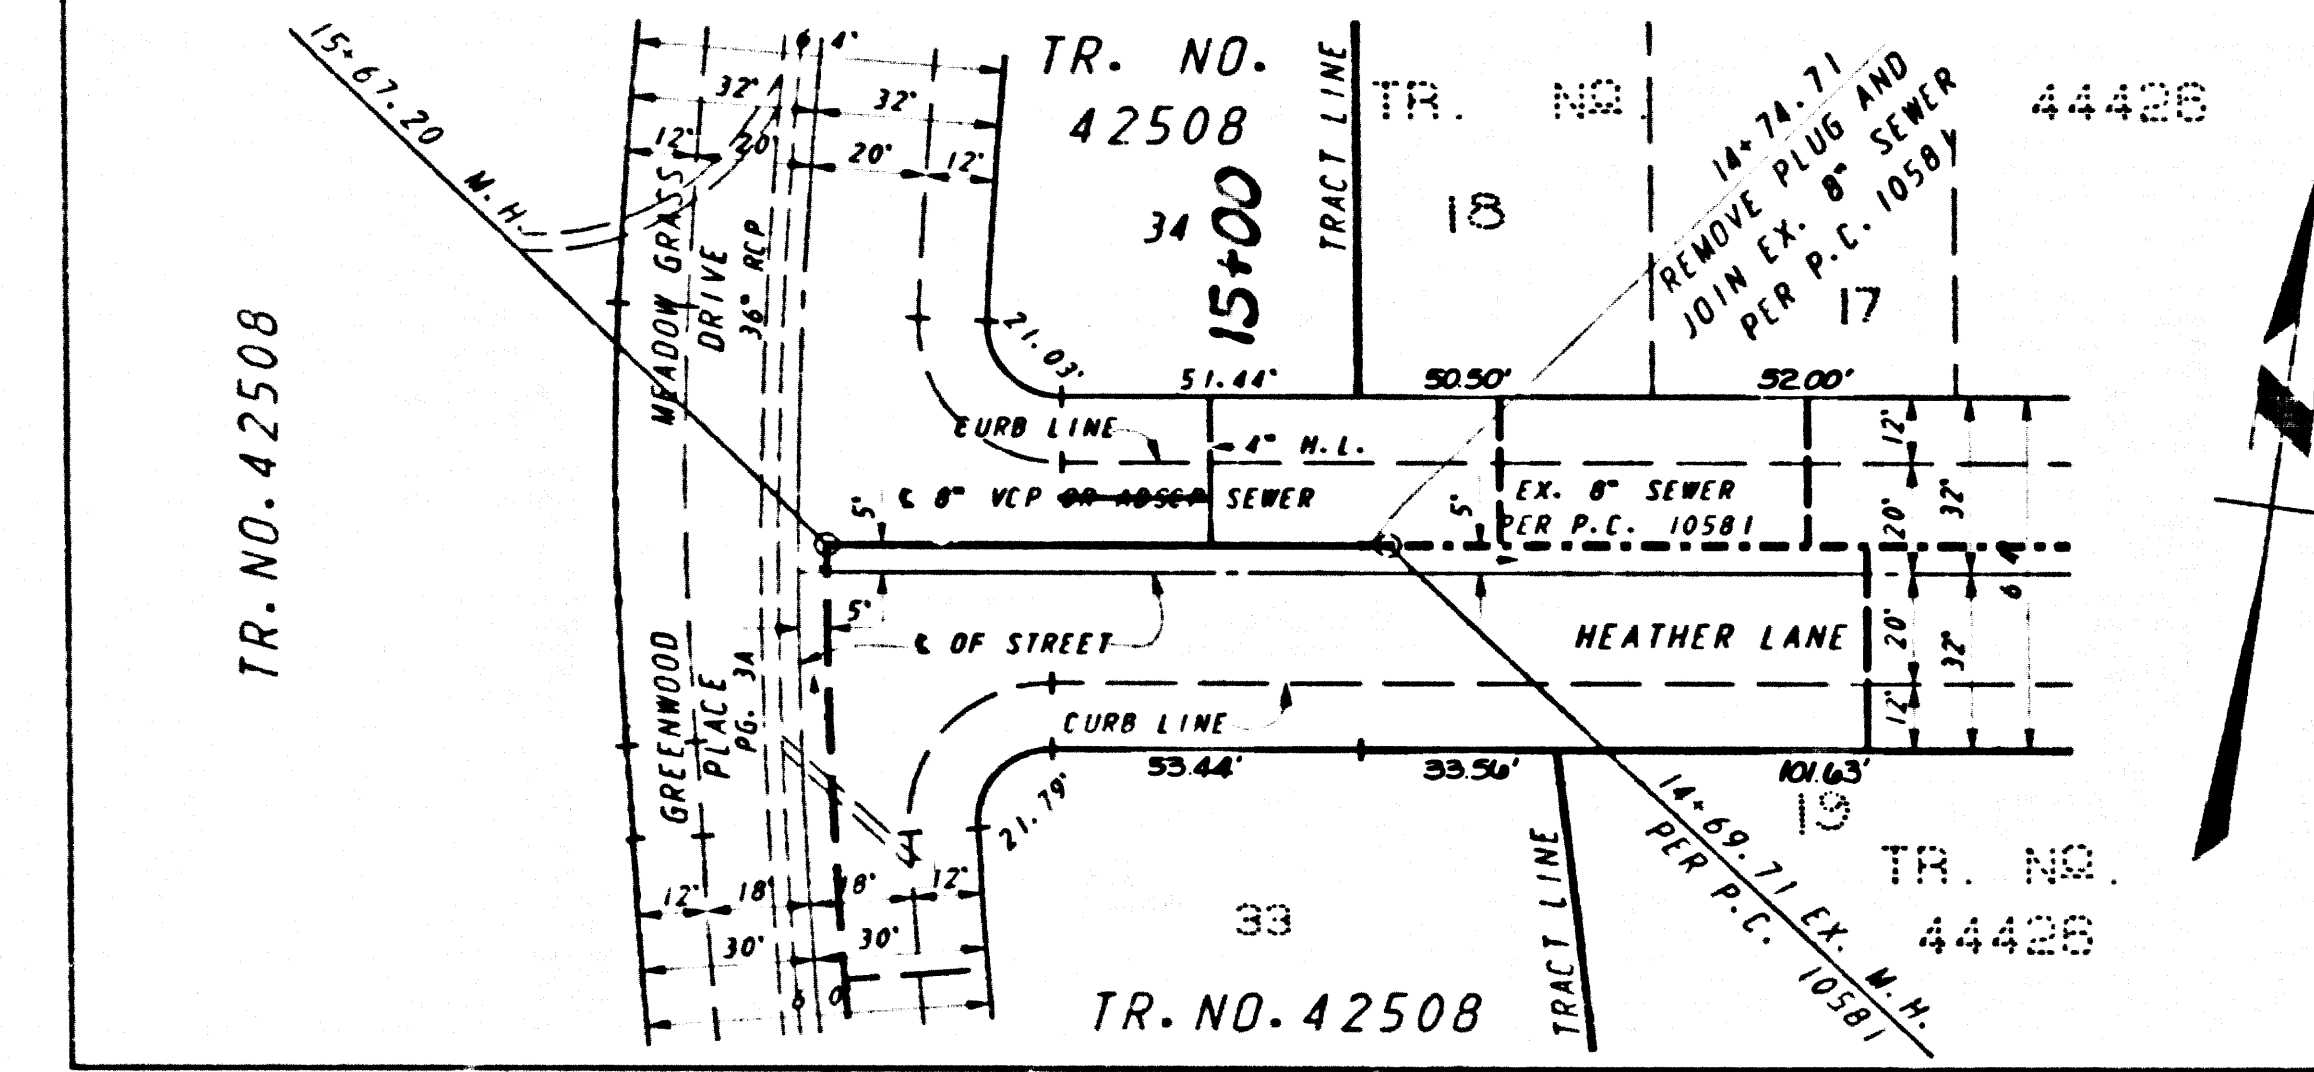 15+67.20 M.H.
64'
32'
32'
12'
20'
20'
12'
TR. NO.
42508
34
15+00
TRACT LINE
TR. NO.
44426
18
17
14+74.71
REMOVE PLUG AND
JOIN EX. 8" SEWER
PER P.C. 10581
TR. NO. 42508
MEADOW GRASS
DRIVE
36" RCP
21.03'
51.44'
50.50'
52.00'
CURB LINE
4" H.L.
℄ 8" VCP OR ABSCP SEWER
5'
5'
EX. 8" SEWER
PER P.C. 10581
12'
20'
32'
64'
5'
℄ OF STREET
HEATHER LANE
20'
32'
12'
GREENWOOD
PLACE
PG. 3A
CURB LINE
21.79'
53.44'
33.56'
101.63'
19
TR. NO.
44426
14+69.71 EX. M.H.
PER P.C. 10581
12'
18'
18'
12'
30'
30'
60'
33
TRACT LINE
TR. NO. 42508